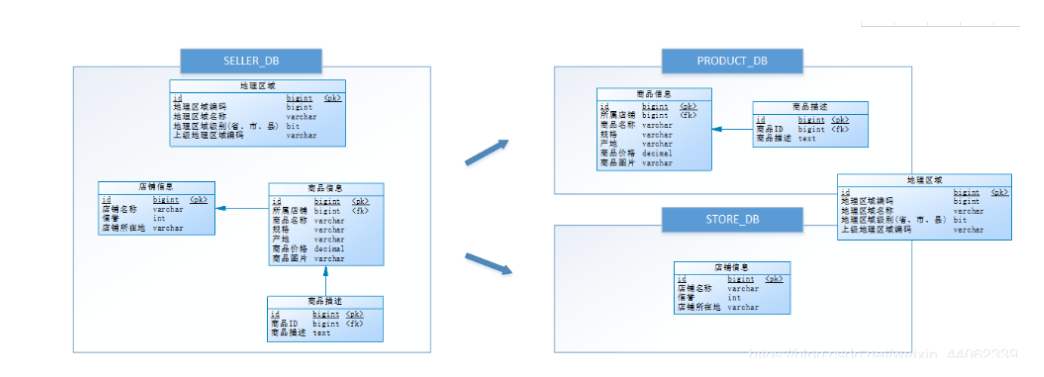 SELLER_DB
地理区域
id bigint <pk>
地理区域编码 bigint
地理区域名称 varchar
地理区域级别(省、市、县) bit
上级地理区域编码 varchar
店铺信息
id bigint <pk>
店铺名称 varchar
信誉 int
店铺所在地 varchar
商品信息
id bigint <pk>
所属店铺 bigint <fk>
商品名称 varchar
规格 varchar
产地 varchar
商品价格 decimal
商品图片 varchar
商品描述
id bigint <pk>
商品ID bigint <fk>
商品描述 text
PRODUCT_DB
商品信息
id bigint <pk>
所属店铺 bigint <fk>
商品名称 varchar
规格 varchar
产地 varchar
商品价格 decimal
商品图片 varchar
商品描述
id bigint <pk>
商品ID bigint <fk>
商品描述 text
地理区域
id bigint <pk>
地理区域编码 bigint
地理区域名称 varchar
地理区域级别(省、市、县) bit
上级地理区域编码 varchar
STORE_DB
店铺信息
id bigint <pk>
店铺名称 varchar
信誉 int
店铺所在地 varchar
https://blog.csdn.net/weixin_44062339